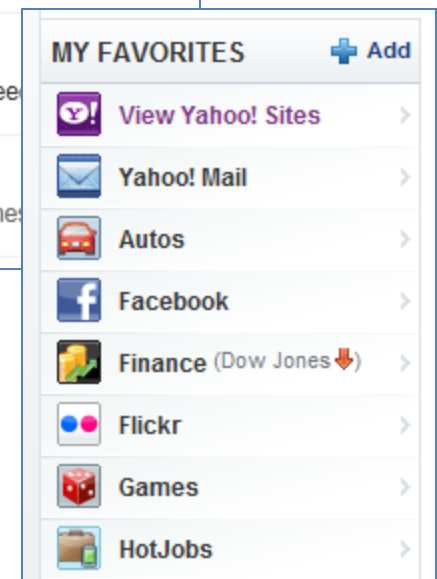 MY FAVORITES Add
View Yahoo! Sites
Yahoo! Mail
Autos
Facebook
Finance (Dow Jones)
Flickr
Games
HotJobs